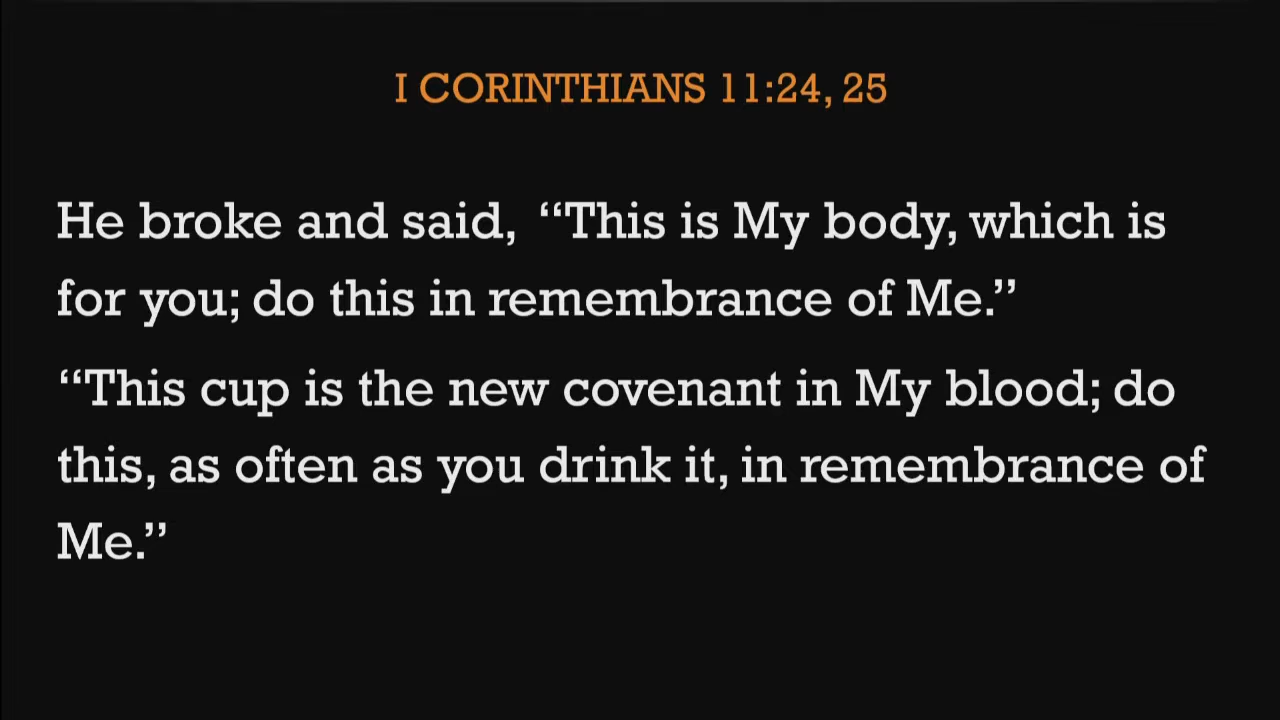 I CORINTHIANS 11:24, 25
He broke and said, “This is My body, which is
for you; do this in remembrance of Me.”
“This cup is the new covenant in My blood; do
this, as often as you drink it, in remembrance of
Me.”